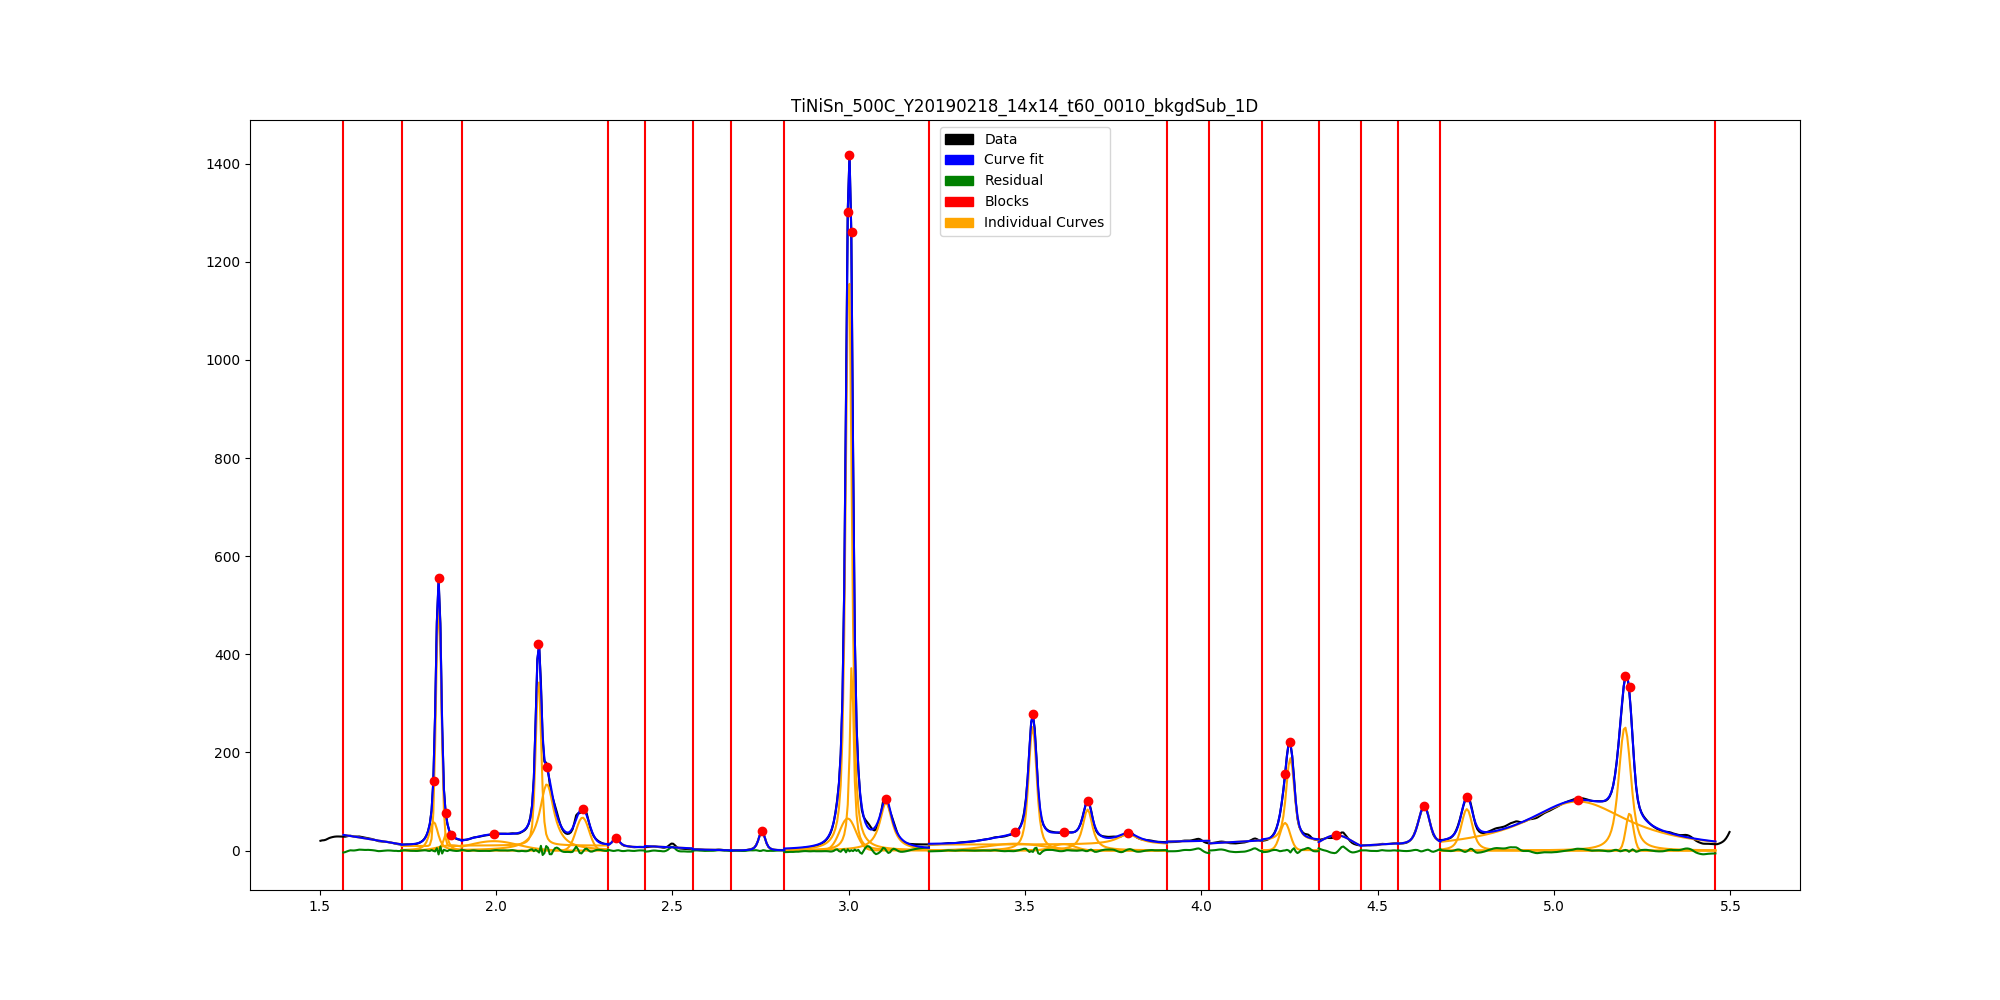 TiNiSn_500C_Y20190218_14x14_t60_0010_bkgdSub_1D
Data
Curve fit
Residual
Blocks
Individual Curves
1400
1200
1000
800
600
400
200
0
1.5 2.0 2.5 3.0 3.5 4.0 4.5 5.0 5.5